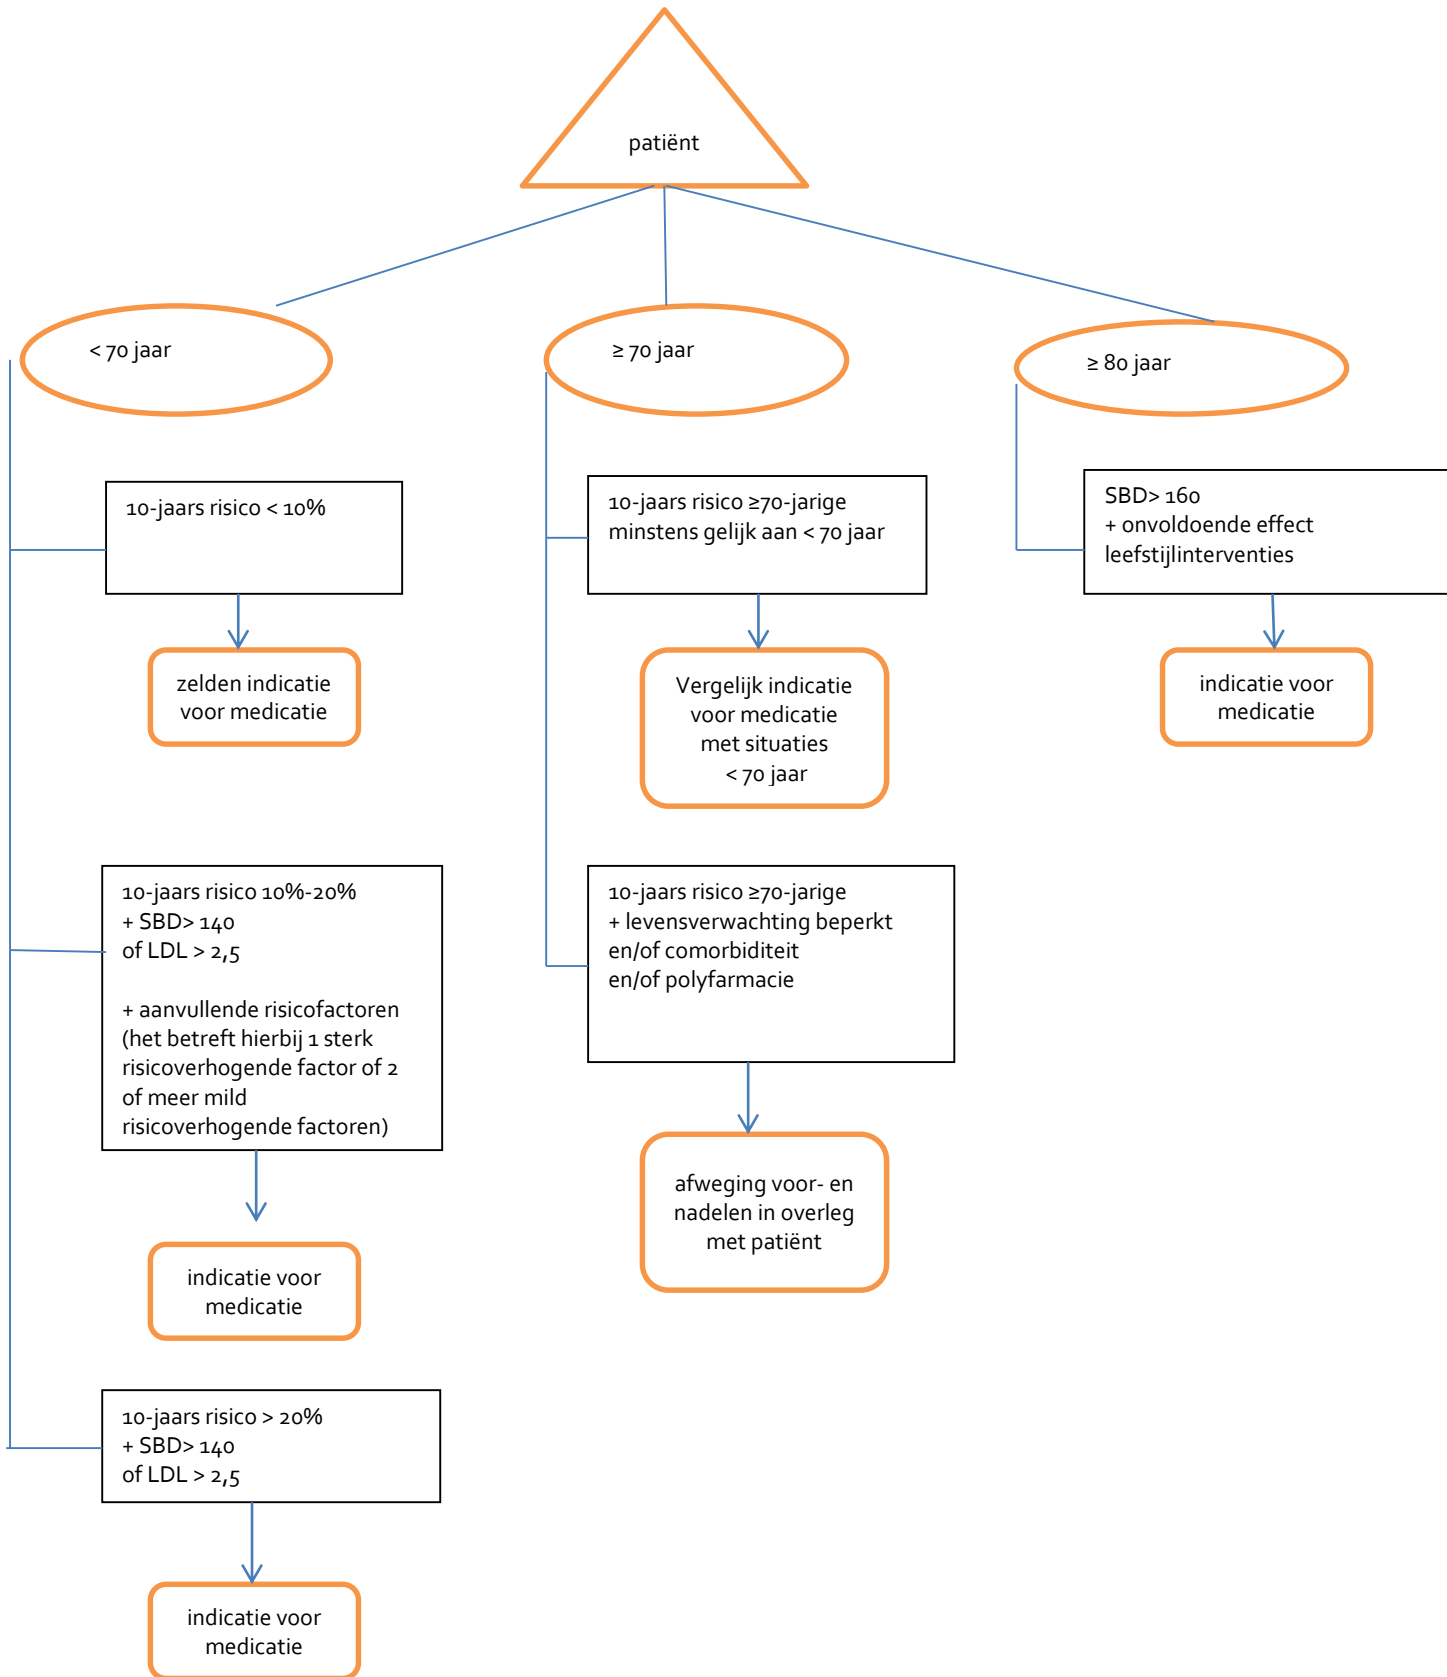 patiënt
< 70 jaar
≥ 70 jaar
≥ 80 jaar
10-jaars risico < 10%
zelden indicatie
voor medicatie
10-jaars risico 10%-20%
+ SBD> 140
of LDL > 2,5
+ aanvullende risicofactoren
(het betreft hierbij 1 sterk
risicoverhogende factor of 2
of meer mild
risicoverhogende factoren)
indicatie voor
medicatie
10-jaars risico > 20%
+ SBD> 140
of LDL > 2,5
indicatie voor
medicatie
10-jaars risico ≥70-jarige
minstens gelijk aan < 70 jaar
Vergelijk indicatie
voor medicatie
met situaties
< 70 jaar
10-jaars risico ≥70-jarige
+ levensverwachting beperkt
en/of comorbiditeit
en/of polyfarmacie
afweging voor- en
nadelen in overleg
met patiënt
SBD> 160
+ onvoldoende effect
leefstijlinterventies
indicatie voor
medicatie